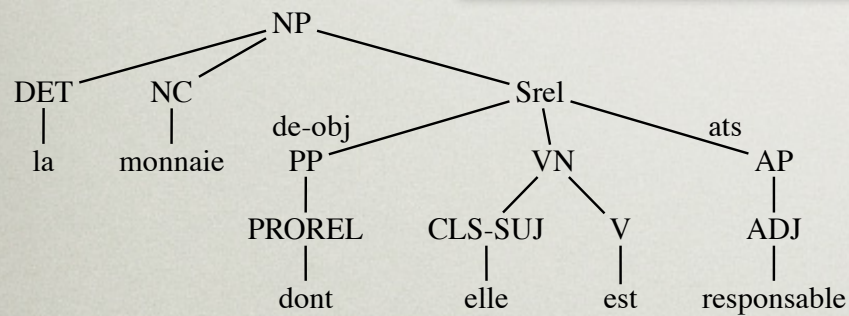 NP
DET NC Srel
la monnaie de-obj ats
PP VN AP
PROREL CLS-SUJ V ADJ
dont elle est responsable